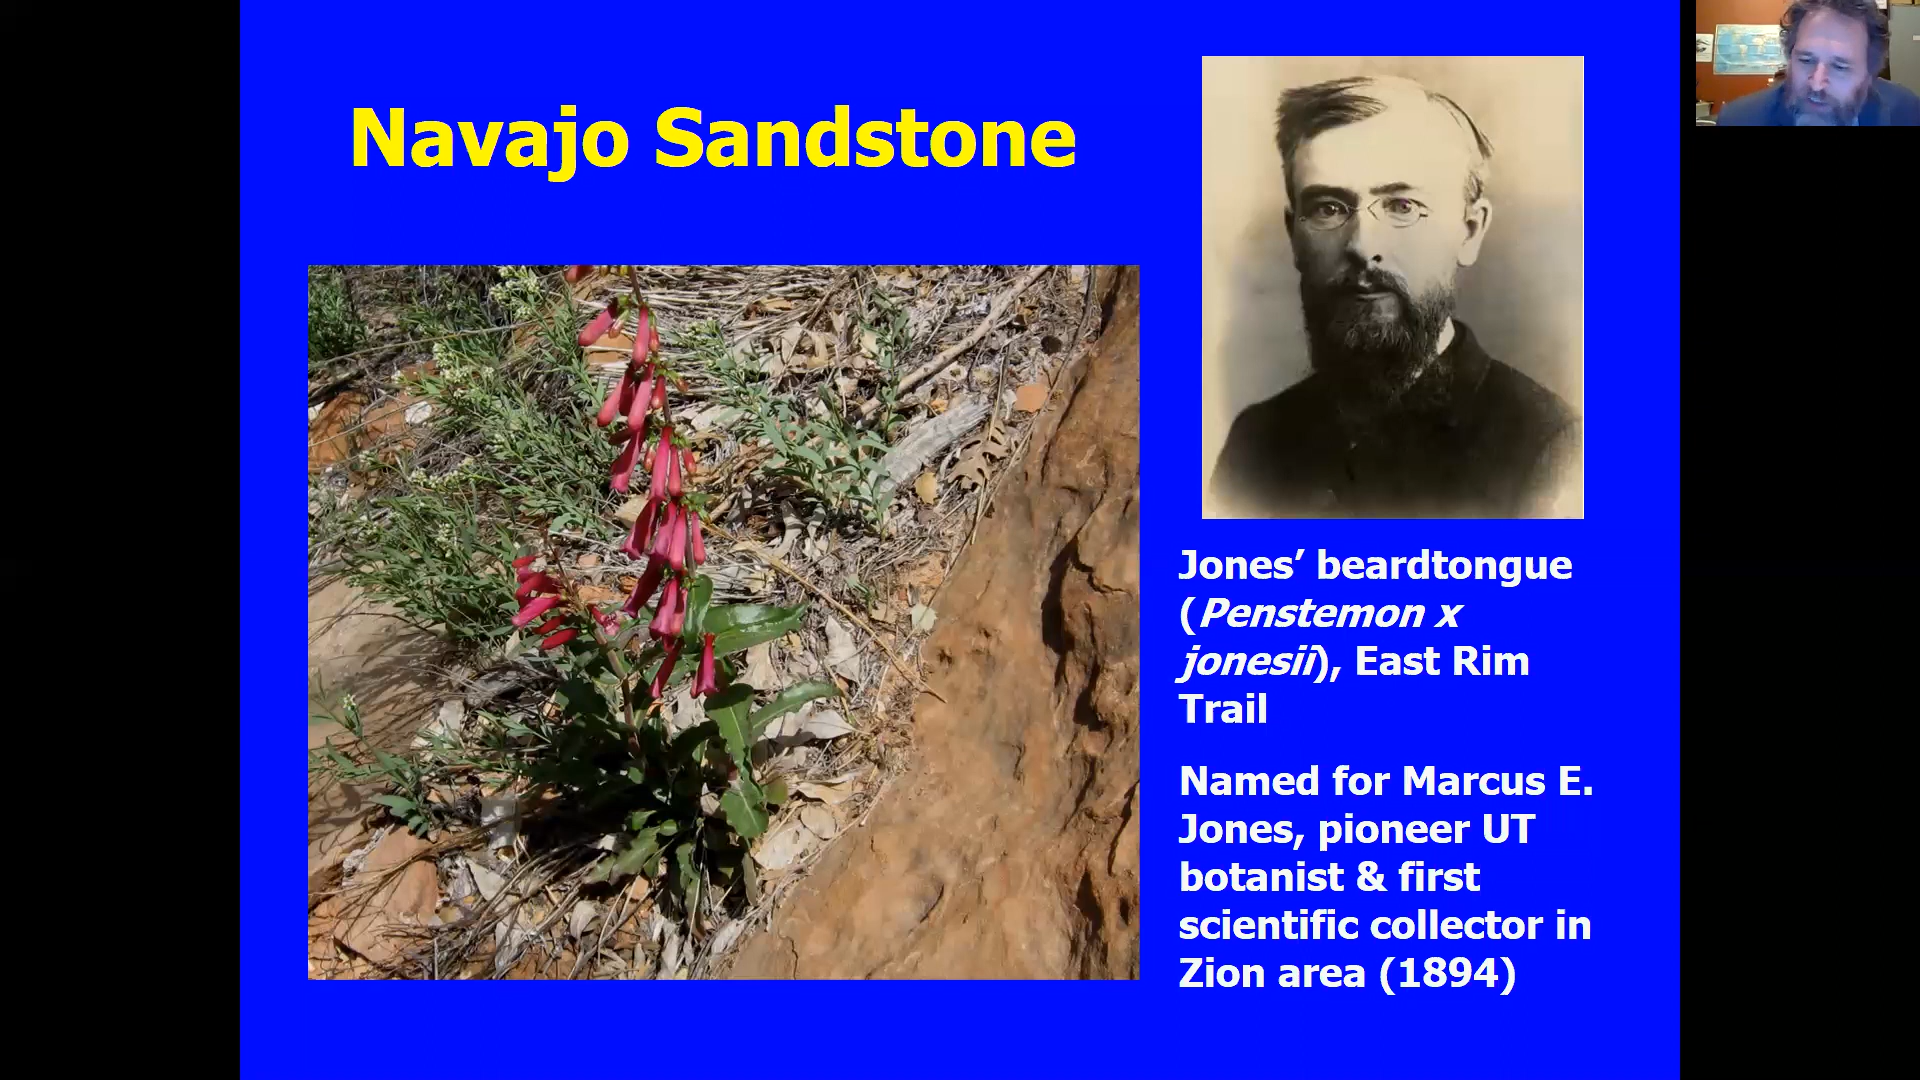 Navajo Sandstone
Jones’ beardtongue
(Penstemon x
jonesii), East Rim
Trail
Named for Marcus E.
Jones, pioneer UT
botanist & first
scientific collector in
Zion area (1894)